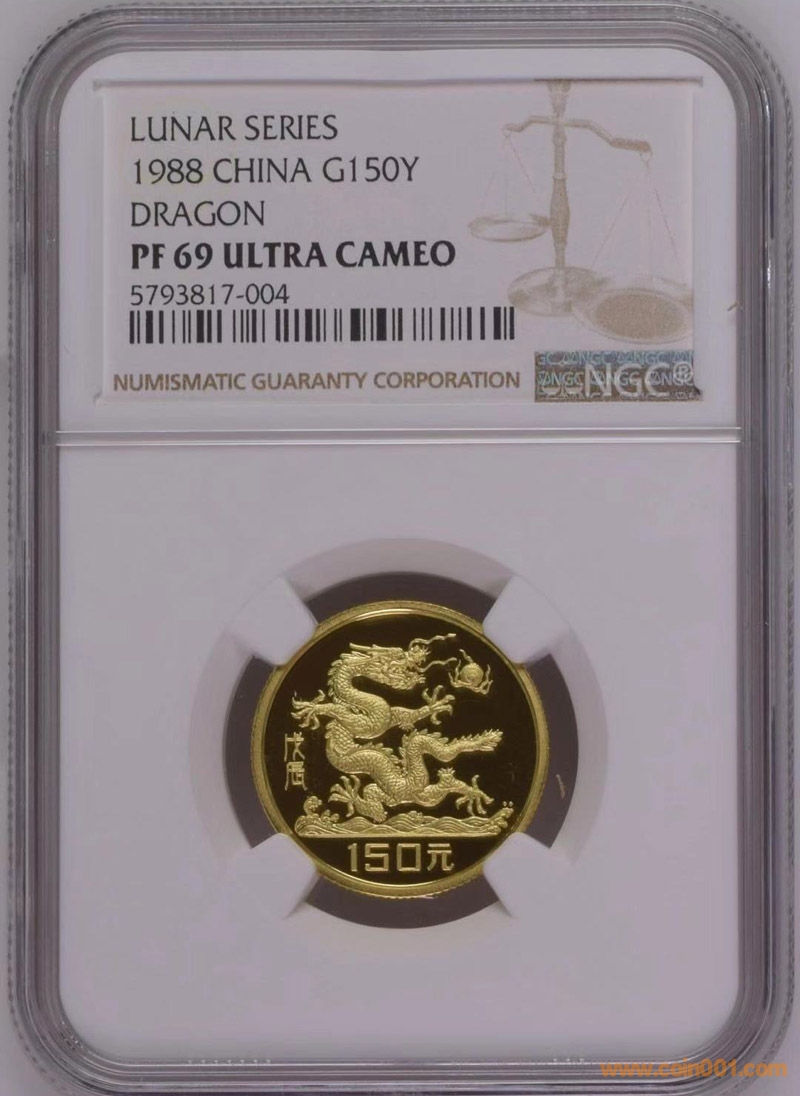 LUNAR SERIES
1988 CHINA G150Y
DRAGON
PF 69 ULTRA CAMEO
5793817-004
NUMISMATIC GUARANTY CORPORATION
NGC®
戊辰
150元
www.coin001.com